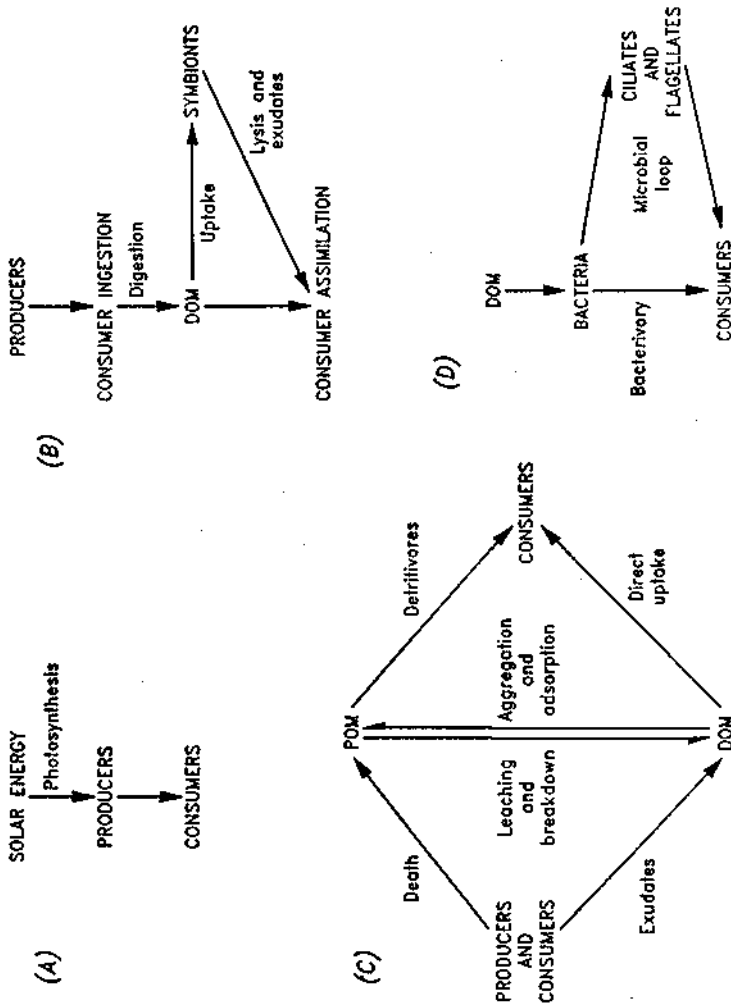 (A)
SOLAR ENERGY
Photosynthesis
PRODUCERS
CONSUMERS
(B)
PRODUCERS
CONSUMER INGESTION
Digestion
DOM
Uptake
SYMBIONTS
Lysis and
exudates
CONSUMER ASSIMILATION
(C)
POM
Death
Detritivores
PRODUCERS
AND
CONSUMERS
Leaching
and
breakdown
Aggregation
and
adsorption
CONSUMERS
Exudates
Direct
uptake
DOM
(D)
DOM
BACTERIA
CILIATES
AND
FLAGELLATES
Bacterivory
Microbial
loop
CONSUMERS